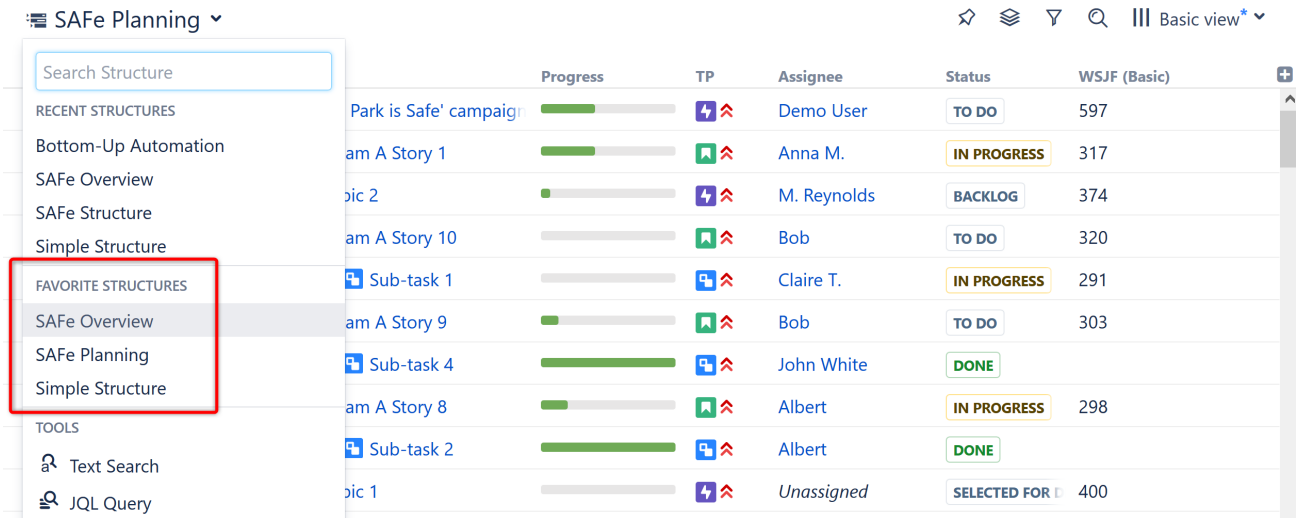 SAFe Planning
Basic view*
Search Structure
RECENT STRUCTURES
Bottom-Up Automation
SAFe Overview
SAFe Structure
Simple Structure
FAVORITE STRUCTURES
SAFe Overview
SAFe Planning
Simple Structure
TOOLS
Text Search
JQL Query
Progress TP Assignee Status WSJF (Basic)
Park is Safe' campaign Demo User TO DO 597
am A Story 1 Anna M. IN PROGRESS 317
pic 2 M. Reynolds BACKLOG 374
am A Story 10 Bob TO DO 320
Sub-task 1 Claire T. IN PROGRESS 291
am A Story 9 Bob TO DO 303
Sub-task 4 John White DONE
am A Story 8 Albert IN PROGRESS 298
Sub-task 2 Albert DONE
pic 1 Unassigned SELECTED FOR 400